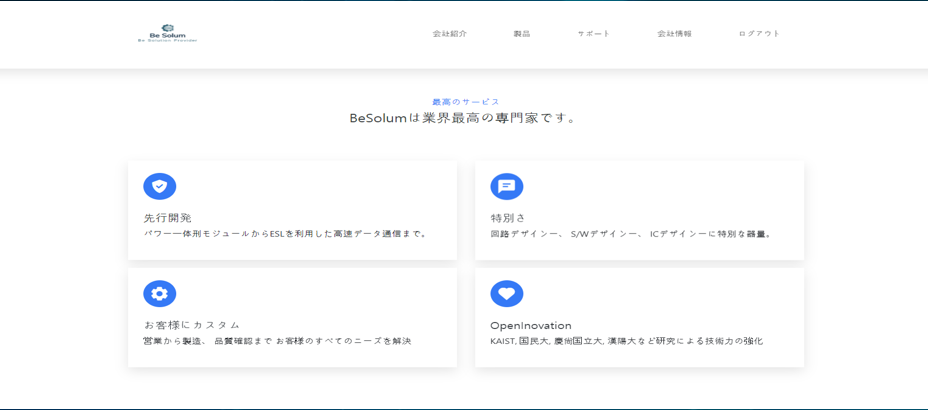 Be Solum
Be Solution Provider
会社紹介 製品 サポート 会社情報 ログアウト
最高のサービス
BeSolumは業界最高の専門家です。
先行開発
パワー一体形モジュールからESLを利用した高速データ通信まで。
特別さ
回路デザインー、 S/Wデザインー、 ICデザインーに特別な器量。
お客様にカスタム
営業から製造、 品質確認まで お客様のすべてのニーズを解決
OpenInovation
KAIST, 国民大, 慶尙国立大, 漢陽大など研究による技術力の強化